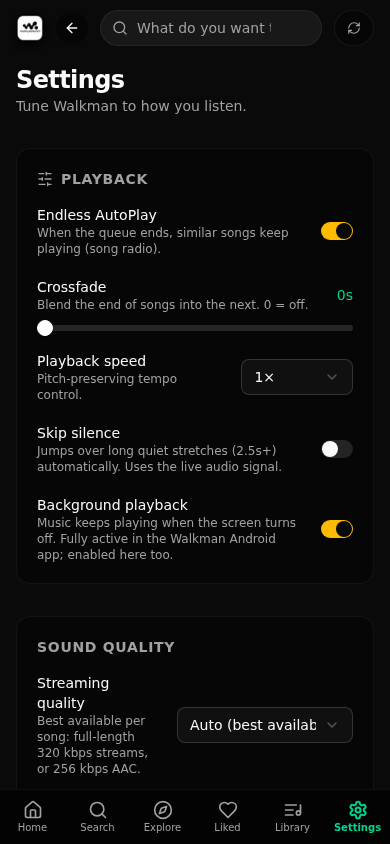 What do you want t
Settings
Tune Walkman to how you listen.
PLAYBACK
Endless AutoPlay
When the queue ends, similar songs keep
playing (song radio).
Crossfade
0s
Blend the end of songs into the next. 0 = off.
Playback speed
Pitch-preserving tempo
control.
1×
Skip silence
Jumps over long quiet stretches (2.5s+)
automatically. Uses the live audio signal.
Background playback
Music keeps playing when the screen turns
off. Fully active in the Walkman Android
app; enabled here too.
SOUND QUALITY
Streaming
quality
Best available per
song: full-length
320 kbps streams,
or 256 kbps AAC.
Auto (best availab
Home Search Explore Liked Library Settings